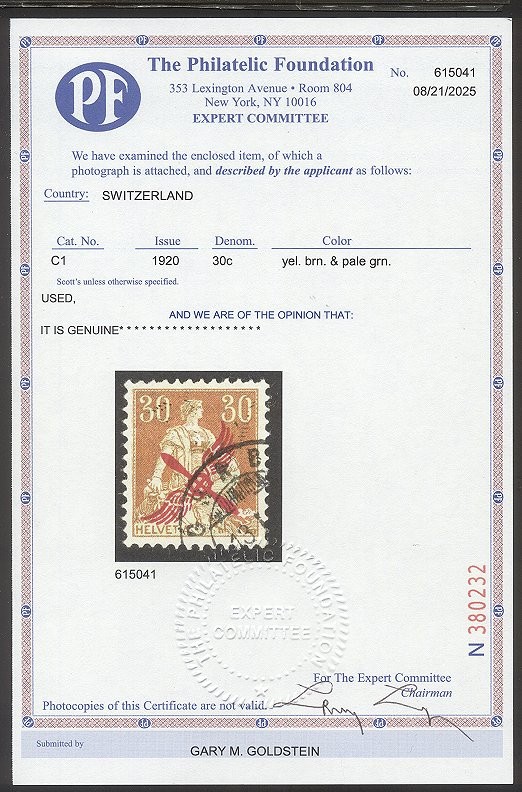 PF
The Philatelic Foundation
353 Lexington Avenue • Room 804
New York, NY 10016
EXPERT COMMITTEE
No. 615041
08/21/2025
We have examined the enclosed item, of which a
photograph is attached, and described by the applicant as follows:
Country: SWITZERLAND
Cat. No. Issue Denom. Color
C1 1920 30c yel. brn. & pale grn.
Scott's unless otherwise specified.
USED,
AND WE ARE OF THE OPINION THAT:
IT IS GENUINE* * * * * * * * * * * * * * * * * * *
30 30
HELVETIA
615041
THE PHILATELIC FOUNDATION
EXPERT
COMMITTEE
N 380232
For The Expert Committee
Chairman
Photocopies of this Certificate are not valid.
Submitted by
GARY M. GOLDSTEIN